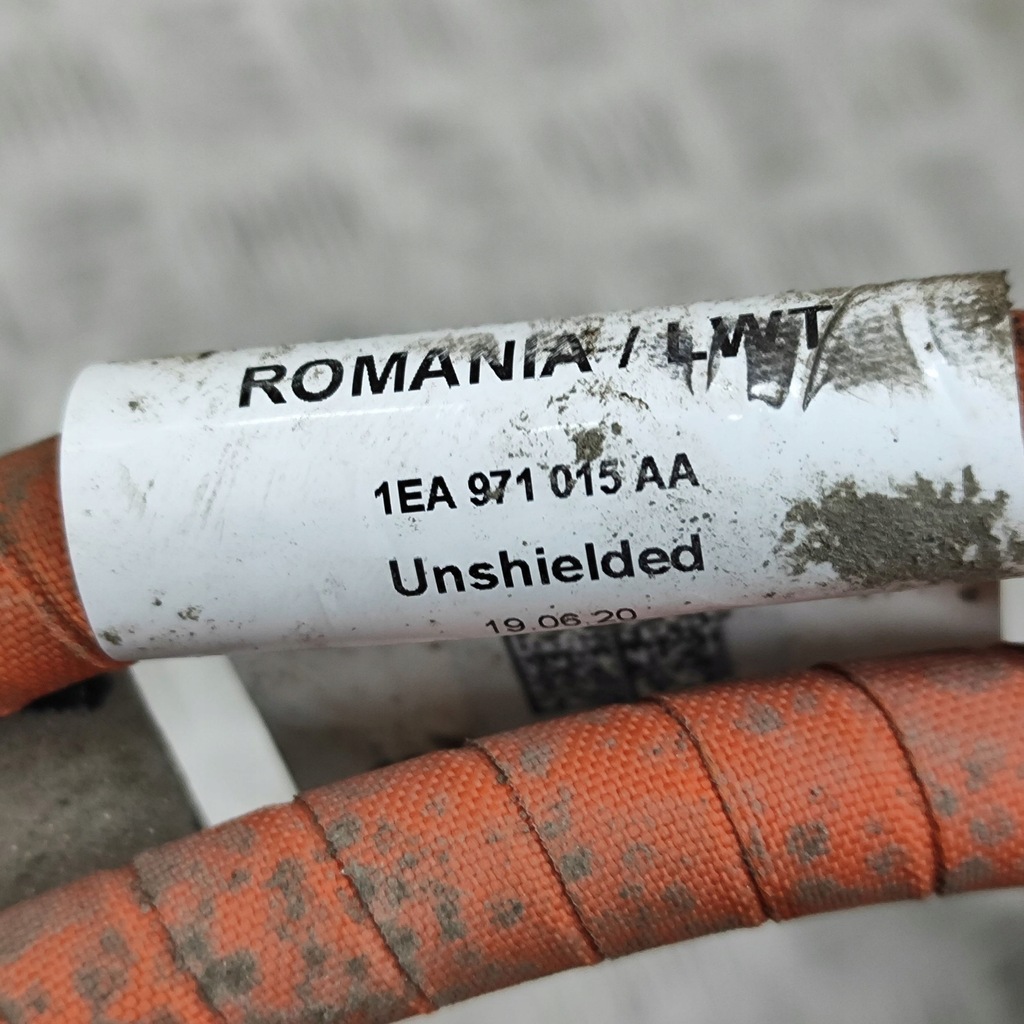 ROMANIA / LWT
1EA 971 015 AA
Unshielded
19.06.20